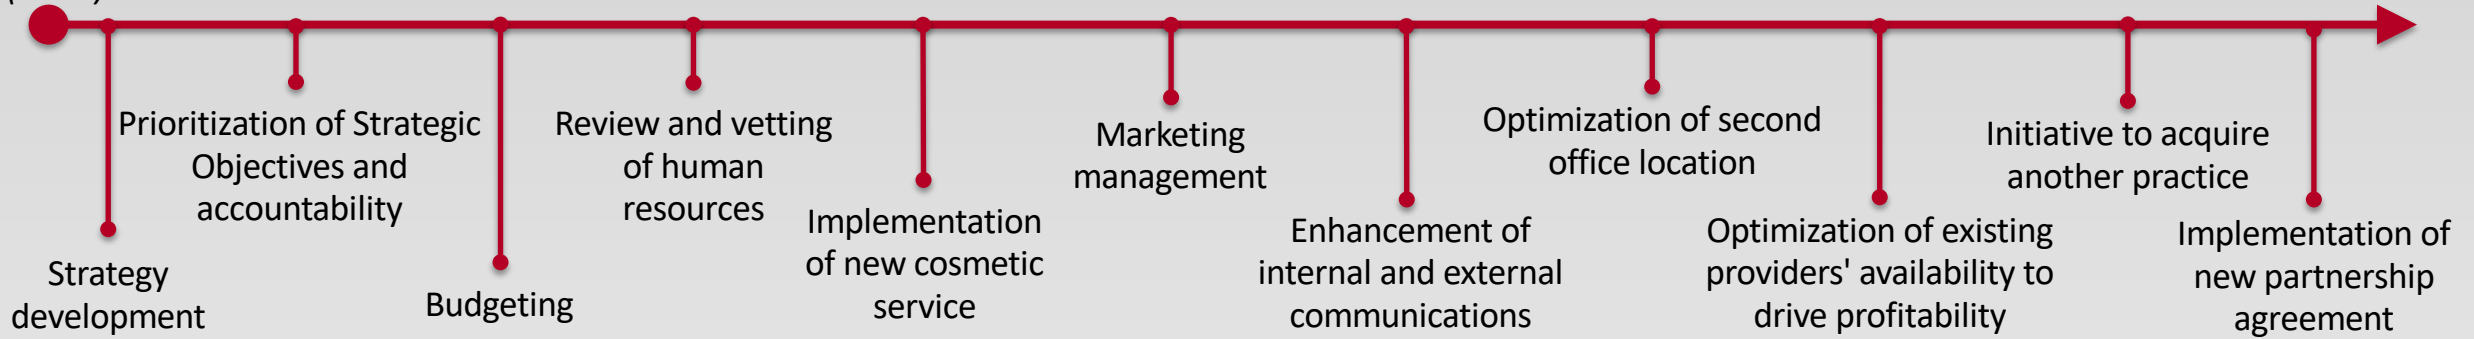 Strategy
development
Prioritization of Strategic
Objectives and
accountability
Budgeting
Review and vetting
of human
resources
Implementation
of new cosmetic
service
Marketing
management
Enhancement of
internal and external
communications
Optimization of second
office location
Optimization of existing
providers' availability to
drive profitability
Initiative to acquire
another practice
Implementation of
new partnership
agreement